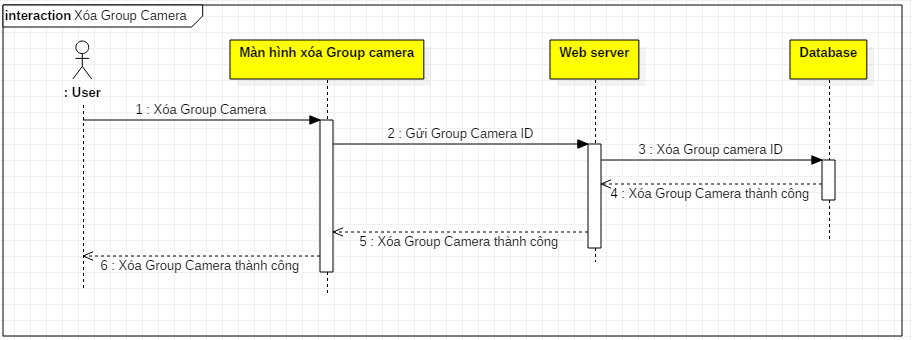 interaction Xóa Group Camera
Màn hình xóa Group camera
Web server
Database
: User
1 : Xóa Group Camera
2 : Gửi Group Camera ID
3 : Xóa Group camera ID
4 : Xóa Group Camera thành công
5 : Xóa Group Camera thành công
6 : Xóa Group Camera thành công